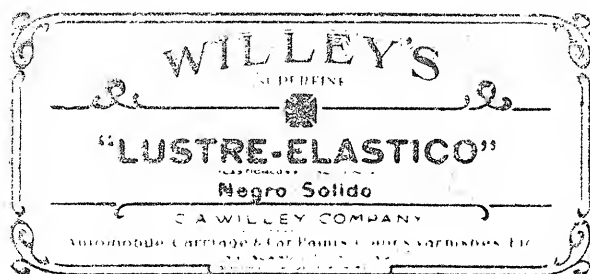 WILLEY'S
SUPERFINE
"LUSTRE-ELASTICO"
Negro Solido
C. A. WILLEY COMPANY
Automobile Carriage & Car Paints Colors Varnishes Etc